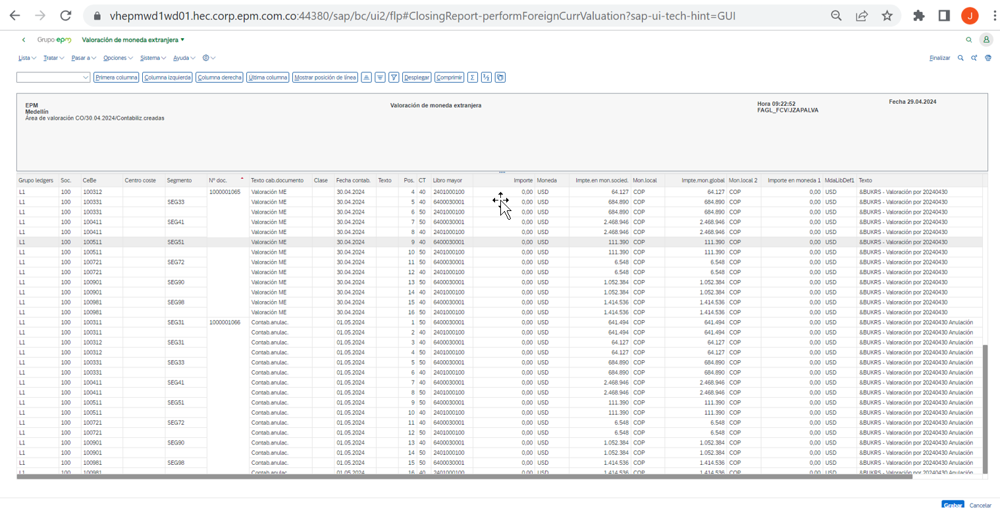 vhepmwd1wd01.hec.corp.epm.com.co:44380/sap/bc/ui2/flp#ClosingReport-performForeignCurrValuation?sap-ui-tech-hint=GUI
J
Grupo epm Valoración de moneda extranjera
Lista Tratar Pasar a Opciones Sistema Ayuda Finalizar
Primera columna Columna izquierda Columna derecha Última columna Mostrar posición de línea Desplegar Comprimir Σ ½
EPM Valoración de moneda extranjera Hora 09:22:52 Fecha 29.04.2024
Medellín FAGL_FCV/JZAPALVA
Área de valoración CO/30.04.2024/Contabiliz.creadas
Grupo ledgers Soc. CeBe Centro coste Segmento Nº doc. Texto cab.documento Clase Fecha contab. Texto Pos. CT Libro mayor Importe Moneda Impte.en mon.socied. Mon.local Impte.mon.global Mon.local 2 Importe en moneda 1 MdaLibDef1 Texto
L1 100 100312 1000001065 Valoración ME 30.04.2024 4 40 2401000100 0,00 USD 64.127 COP 64.127 COP 0,00 USD &BUKRS - Valoración por 20240430
L1 100 100331 SEG33 Valoración ME 30.04.2024 5 40 6400030001 0,00 USD 684.890 COP 684.890 COP 0,00 USD &BUKRS - Valoración por 20240430
L1 100 100331 Valoración ME 30.04.2024 6 50 2401000100 0,00 USD 684.890 COP 684.890 COP 0,00 USD &BUKRS - Valoración por 20240430
L1 100 100411 SEG41 Valoración ME 30.04.2024 7 50 6400030001 0,00 USD 2.468.946 COP 2.468.946 COP 0,00 USD &BUKRS - Valoración por 20240430
L1 100 100411 Valoración ME 30.04.2024 8 40 2401000100 0,00 USD 2.468.946 COP 2.468.946 COP 0,00 USD &BUKRS - Valoración por 20240430
L1 100 100511 SEG51 Valoración ME 30.04.2024 9 40 6400030001 0,00 USD 111.390 COP 111.390 COP 0,00 USD &BUKRS - Valoración por 20240430
L1 100 100511 Valoración ME 30.04.2024 10 50 2401000100 0,00 USD 111.390 COP 111.390 COP 0,00 USD &BUKRS - Valoración por 20240430
L1 100 100721 SEG72 Valoración ME 30.04.2024 11 50 6400030001 0,00 USD 6.548 COP 6.548 COP 0,00 USD &BUKRS - Valoración por 20240430
L1 100 100721 Valoración ME 30.04.2024 12 40 2401000100 0,00 USD 6.548 COP 6.548 COP 0,00 USD &BUKRS - Valoración por 20240430
L1 100 100901 SEG90 Valoración ME 30.04.2024 13 50 6400030001 0,00 USD 1.052.384 COP 1.052.384 COP 0,00 USD &BUKRS - Valoración por 20240430
L1 100 100901 Valoración ME 30.04.2024 14 40 2401000100 0,00 USD 1.052.384 COP 1.052.384 COP 0,00 USD &BUKRS - Valoración por 20240430
L1 100 100981 SEG98 Valoración ME 30.04.2024 15 40 6400030001 0,00 USD 1.414.536 COP 1.414.536 COP 0,00 USD &BUKRS - Valoración por 20240430
L1 100 100981 Valoración ME 30.04.2024 16 50 2401000100 0,00 USD 1.414.536 COP 1.414.536 COP 0,00 USD &BUKRS - Valoración por 20240430
L1 100 100311 SEG31 1000001066 Contab.anulac. 01.05.2024 1 50 6400030001 0,00 USD 641.494 COP 641.494 COP 0,00 USD &BUKRS - Valoración por 20240430 Anulación
L1 100 100311 Contab.anulac. 01.05.2024 2 40 2401000100 0,00 USD 641.494 COP 641.494 COP 0,00 USD &BUKRS - Valoración por 20240430 Anulación
L1 100 100312 SEG31 Contab.anulac. 01.05.2024 3 40 6400030001 0,00 USD 64.127 COP 64.127 COP 0,00 USD &BUKRS - Valoración por 20240430 Anulación
L1 100 100312 Contab.anulac. 01.05.2024 4 50 2401000100 0,00 USD 64.127 COP 64.127 COP 0,00 USD &BUKRS - Valoración por 20240430 Anulación
L1 100 100331 SEG33 Contab.anulac. 01.05.2024 5 50 6400030001 0,00 USD 684.890 COP 684.890 COP 0,00 USD &BUKRS - Valoración por 20240430 Anulación
L1 100 100331 Contab.anulac. 01.05.2024 6 40 2401000100 0,00 USD 684.890 COP 684.890 COP 0,00 USD &BUKRS - Valoración por 20240430 Anulación
L1 100 100411 SEG41 Contab.anulac. 01.05.2024 7 40 6400030001 0,00 USD 2.468.946 COP 2.468.946 COP 0,00 USD &BUKRS - Valoración por 20240430 Anulación
L1 100 100411 Contab.anulac. 01.05.2024 8 50 2401000100 0,00 USD 2.468.946 COP 2.468.946 COP 0,00 USD &BUKRS - Valoración por 20240430 Anulación
L1 100 100511 SEG51 Contab.anulac. 01.05.2024 9 50 6400030001 0,00 USD 111.390 COP 111.390 COP 0,00 USD &BUKRS - Valoración por 20240430 Anulación
L1 100 100511 Contab.anulac. 01.05.2024 10 40 2401000100 0,00 USD 111.390 COP 111.390 COP 0,00 USD &BUKRS - Valoración por 20240430 Anulación
L1 100 100721 SEG72 Contab.anulac. 01.05.2024 11 40 6400030001 0,00 USD 6.548 COP 6.548 COP 0,00 USD &BUKRS - Valoración por 20240430 Anulación
L1 100 100721 Contab.anulac. 01.05.2024 12 50 2401000100 0,00 USD 6.548 COP 6.548 COP 0,00 USD &BUKRS - Valoración por 20240430 Anulación
L1 100 100901 SEG90 Contab.anulac. 01.05.2024 13 40 6400030001 0,00 USD 1.052.384 COP 1.052.384 COP 0,00 USD &BUKRS - Valoración por 20240430 Anulación
L1 100 100901 Contab.anulac. 01.05.2024 14 50 2401000100 0,00 USD 1.052.384 COP 1.052.384 COP 0,00 USD &BUKRS - Valoración por 20240430 Anulación
L1 100 100981 SEG98 Contab.anulac. 01.05.2024 15 50 6400030001 0,00 USD 1.414.536 COP 1.414.536 COP 0,00 USD &BUKRS - Valoración por 20240430 Anulación
L1 100 100981 Contab.anulac. 01.05.2024 16 40 2401000100 0,00 USD 1.414.536 COP 1.414.536 COP 0,00 USD &BUKRS - Valoración por 20240430 Anulación
Grabar Cancelar